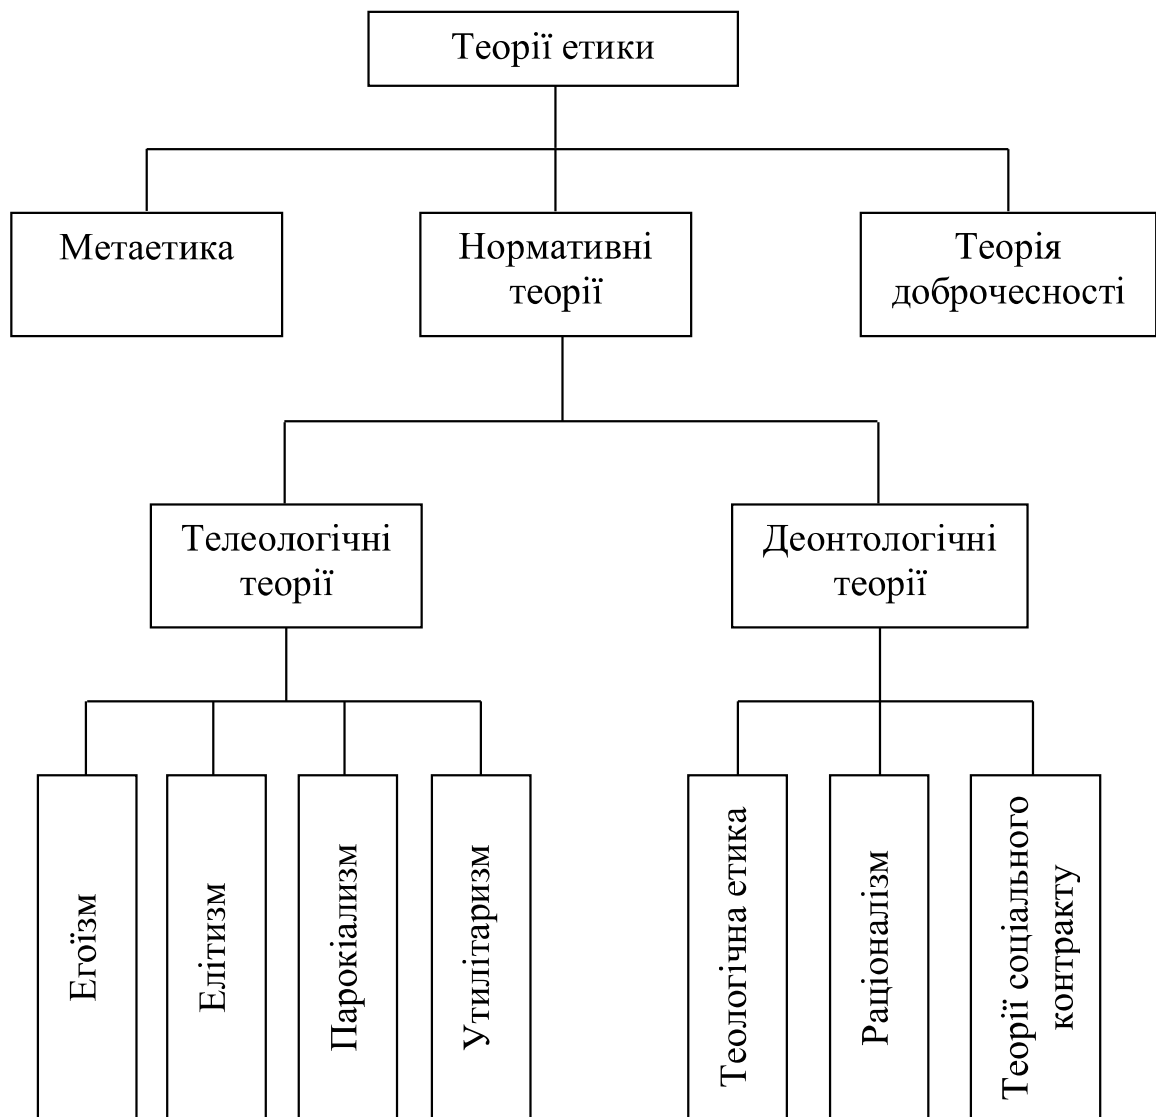 Теорії етики
Метаетика
Нормативні
теорії
Теорія
доброчесності
Телеологічні
теорії
Деонтологічні
теорії
Егоїзм
Елітизм
Парокіализм
Утилітаризм
Теологічна етика
Раціоналізм
Теорії соціального
контракту